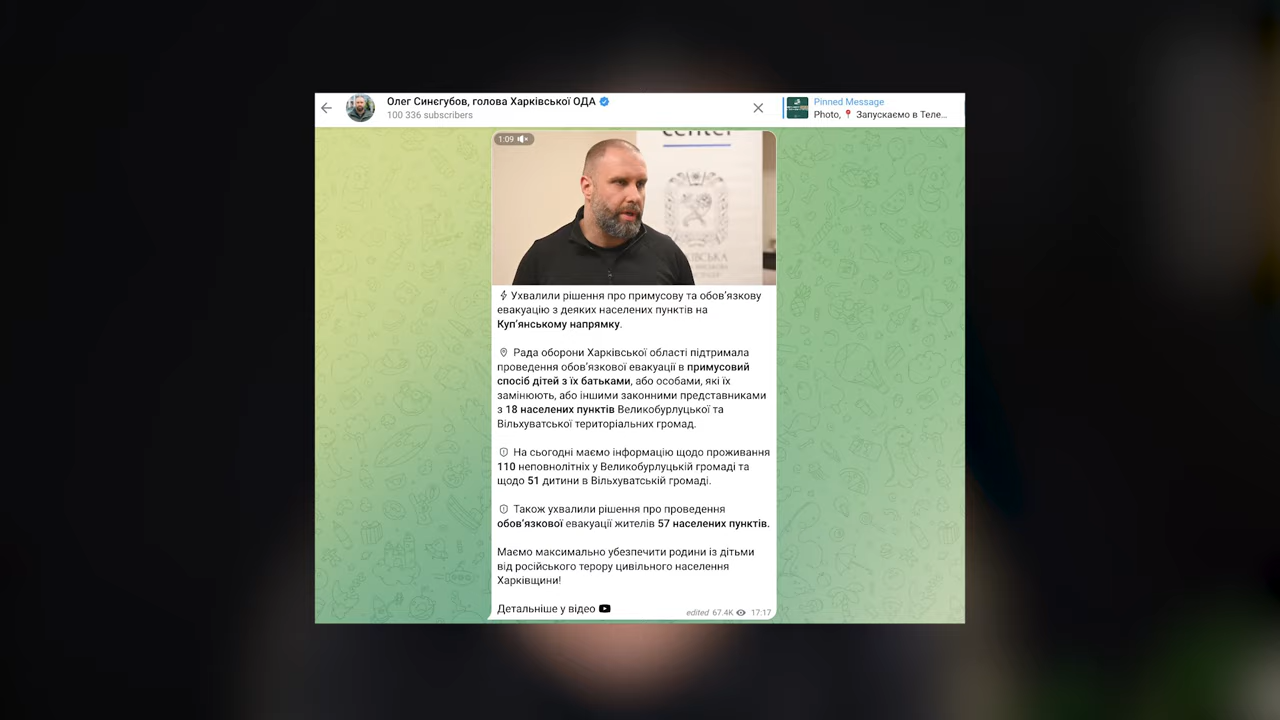 Олег Синєгубов, голова Харківської ОДА
100 336 subscribers
Pinned Message
Photo, 📍 Запускаємо в Теле...
1:09
center
Ухвалили рішення про примусову та обов’язкову
евакуацію з деяких населених пунктів на
Куп’янському напрямку.
Рада оборони Харківської області підтримала
проведення обов’язкової евакуації в примусовий
спосіб дітей з їх батьками, або особами, які їх
замінюють, або іншими законними представниками
з 18 населених пунктів Великобурлуцької та
Вільхуватської територіальних громад.
На сьогодні маємо інформацію щодо проживання
110 неповнолітніх у Великобурлуцькій громаді та
щодо 51 дитини в Вільхуватській громаді.
Також ухвалили рішення про проведення
обов’язкової евакуації жителів 57 населених пунктів.
Маємо максимально убезпечити родини із дітьми
від російського терору цивільного населення
Харківщини!
Детальніше у відео
edited 67.4K 17:17